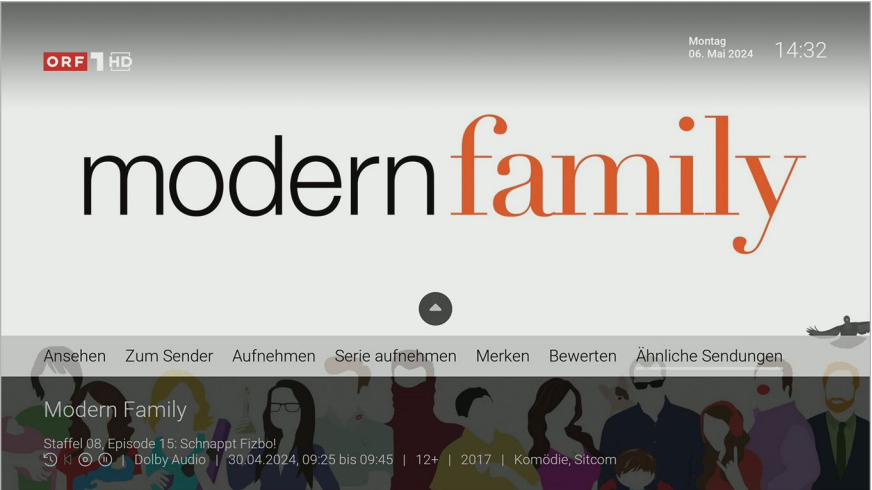 ORF 1 HD
Montag
06. Mai 2024
14:32
modern family
Ansehen Zum Sender Aufnehmen Serie aufnehmen Merken Bewerten Ähnliche Sendungen
Modern Family
Staffel 08, Episode 15: Schnappt Fizbo!
| Dolby Audio | 30.04.2024, 09:25 bis 09:45 | 12+ | 2017 | Komödie, Sitcom